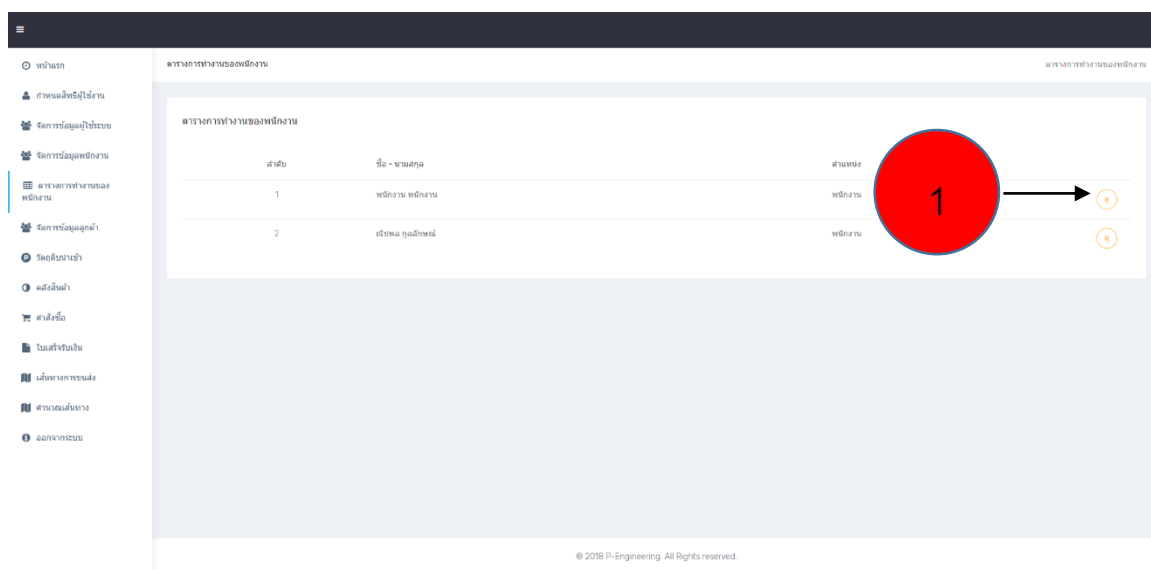 หน้าแรก
ตารางการทำงานของพนักงาน
ตารางการทำงานของพนักงาน
กำหนดสิทธิผู้ใช้งาน
จัดการข้อมูลผู้ใช้ระบบ
จัดการข้อมูลพนักงาน
ตารางการทำงานของ
พนักงาน
จัดการข้อมูลลูกค้า
วัตถุดิบนำเข้า
คลังสินค้า
คำสั่งซื้อ
ใบเสร็จรับเงิน
เส้นทางการขนส่ง
คำนวณเส้นทาง
ออกจากระบบ
ตารางการทำงานของพนักงาน
ลำดับ ชื่อ - นามสกุล ตำแหน่ง
1 พนักงาน พนักงาน พนักงาน ดู
2 ณัชพล กุลลักษณ์ พนักงาน ดู
1
© 2018 P-Engineering. All Rights reserved.